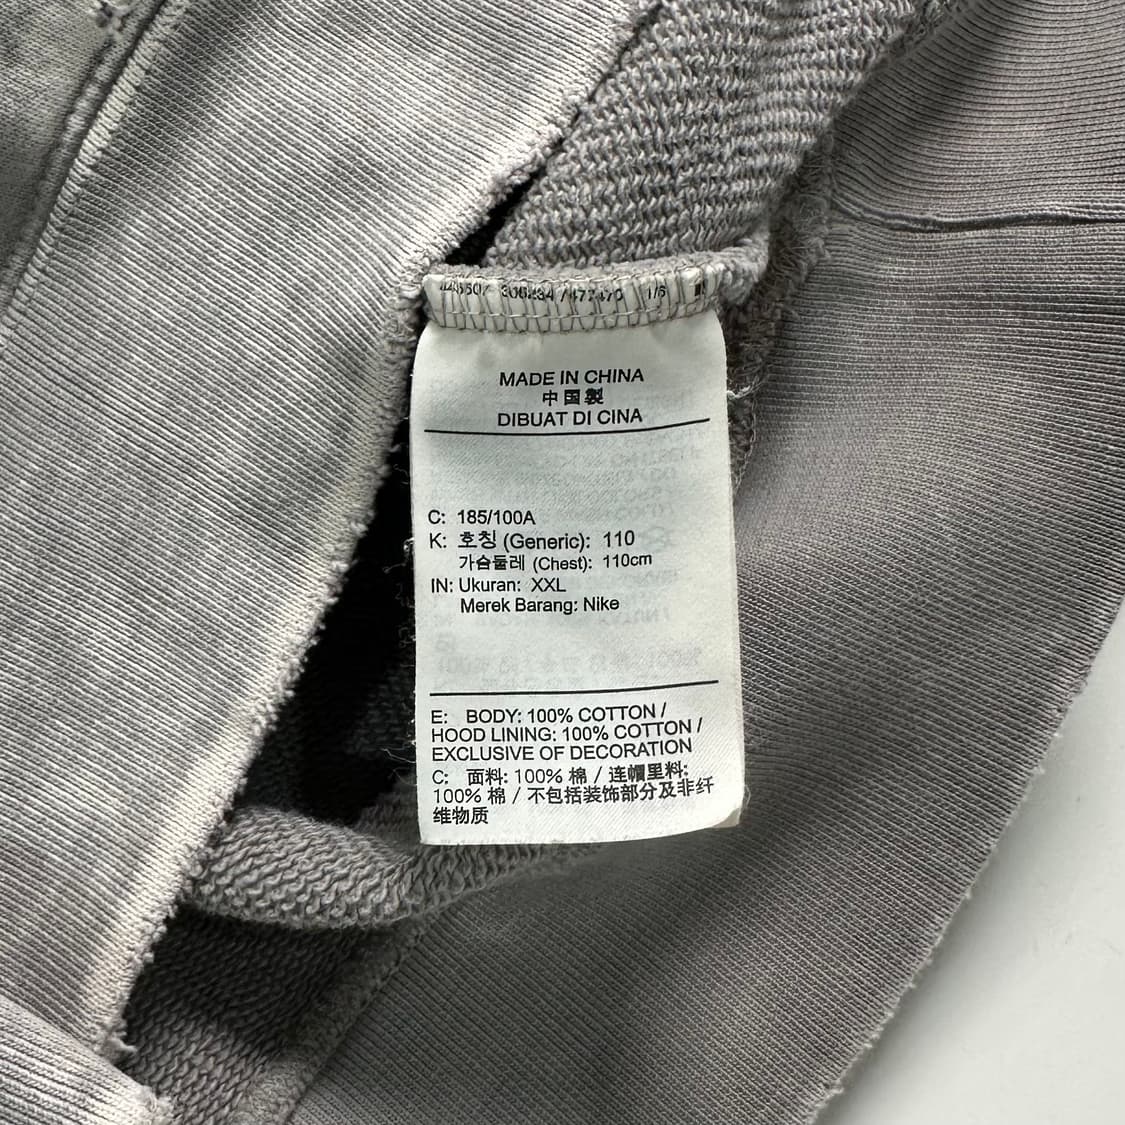 MADE IN CHINA
中国製
DIBUAT DI CINA
C: 185/100A
K: 호칭 (Generic): 110
가슴둘레 (Chest): 110cm
IN: Ukuran: XXL
Merek Barang: Nike
E: BODY: 100% COTTON /
HOOD LINING: 100% COTTON /
EXCLUSIVE OF DECORATION
C: 面料: 100% 棉 / 连帽里料:
100% 棉 / 不包括装饰部分及非纤
维物质